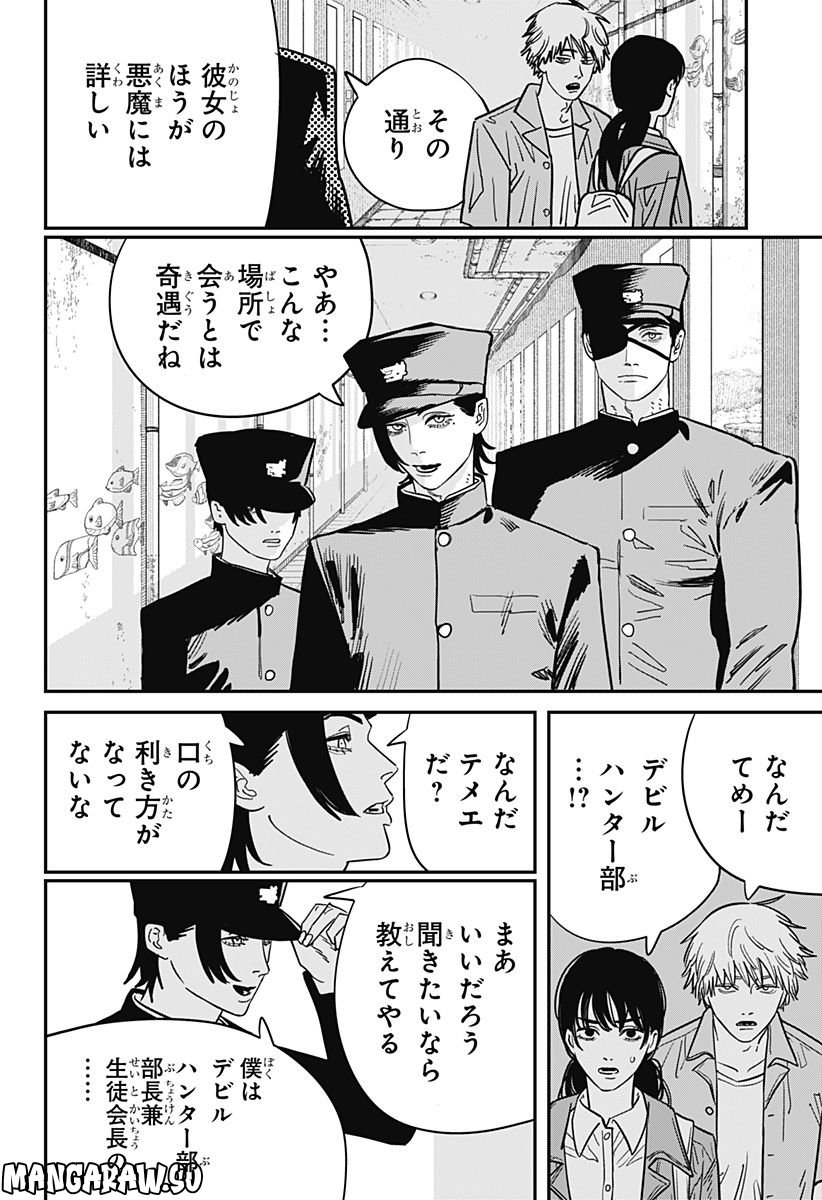 その
通り
彼女の
ほうが
悪魔には
詳しい
やあ…
こんな
場所で
会うとは
奇遇だね
なんだ
てめー
デビル
ハンター部
…!?
なんだ
テメエ
だ?
口の
利き方が
なって
ないな
まあ
いいだろう
聞きたいなら
教えてやる
僕は
デビル
ハンター部
部長兼
生徒会長の
……
MANGARAW.SO